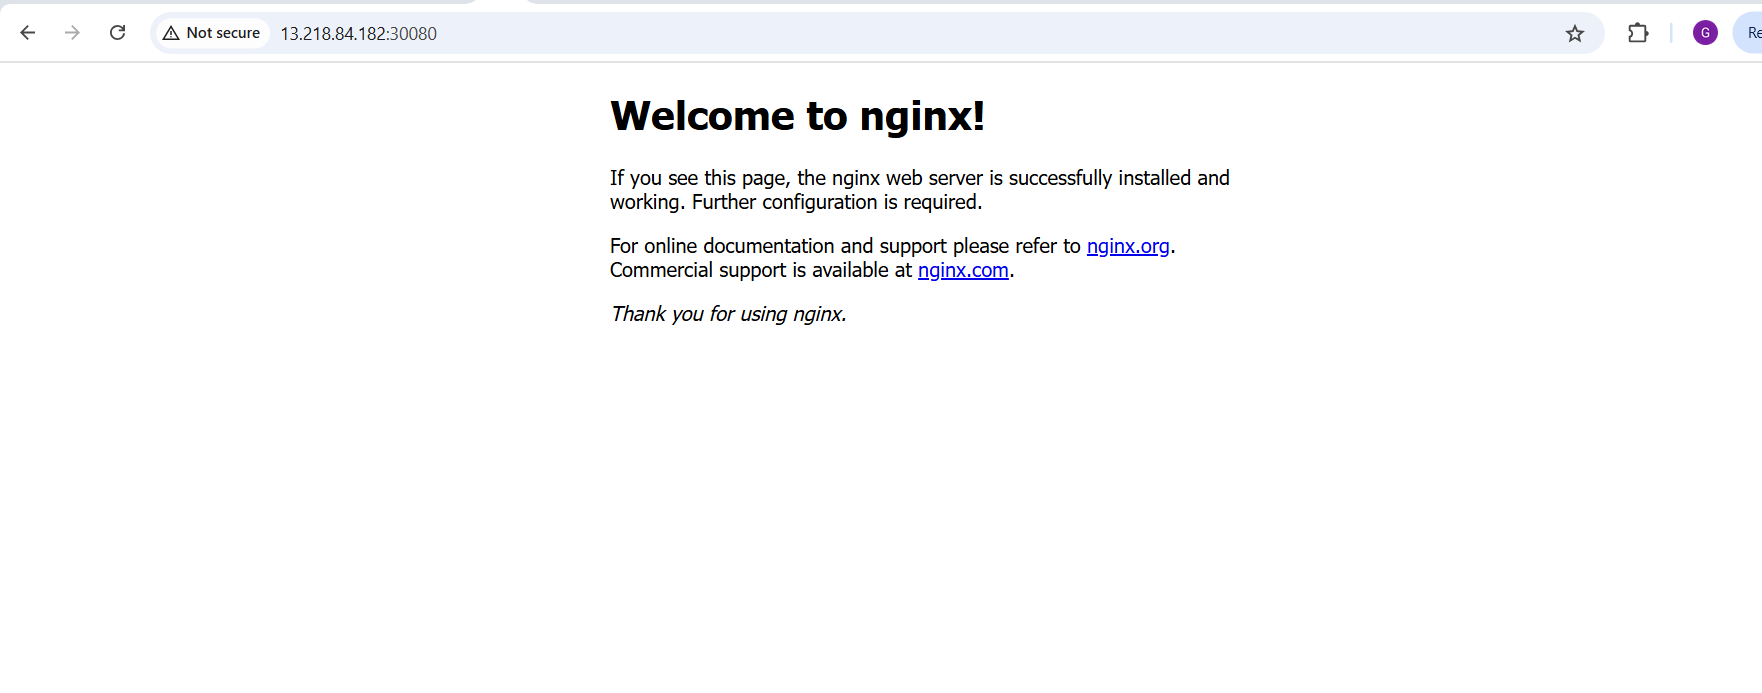 Not secure 13.218.84.182:30080
G
Welcome to nginx!
If you see this page, the nginx web server is successfully installed and
working. Further configuration is required.
For online documentation and support please refer to nginx.org.
Commercial support is available at nginx.com.
Thank you for using nginx.